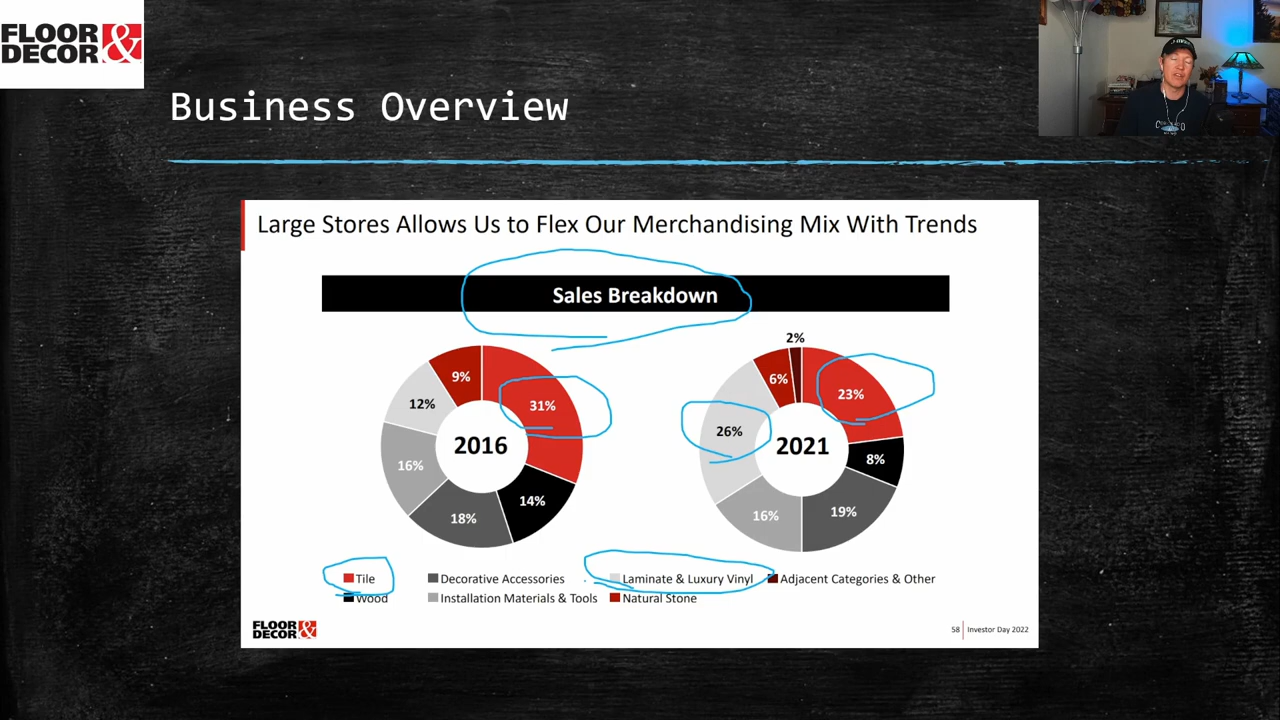 FLOOR &
DECOR
Business Overview
Large Stores Allows Us to Flex Our Merchandising Mix With Trends
Sales Breakdown
2%
9%
6%
12%
31%
23%
26%
2016
2021
16%
8%
14%
18%
16%
19%
Tile
Decorative Accessories
Laminate & Luxury Vinyl
Adjacent Categories & Other
Wood
Installation Materials & Tools
Natural Stone
FLOOR &
DECOR
58 Investor Day 2022